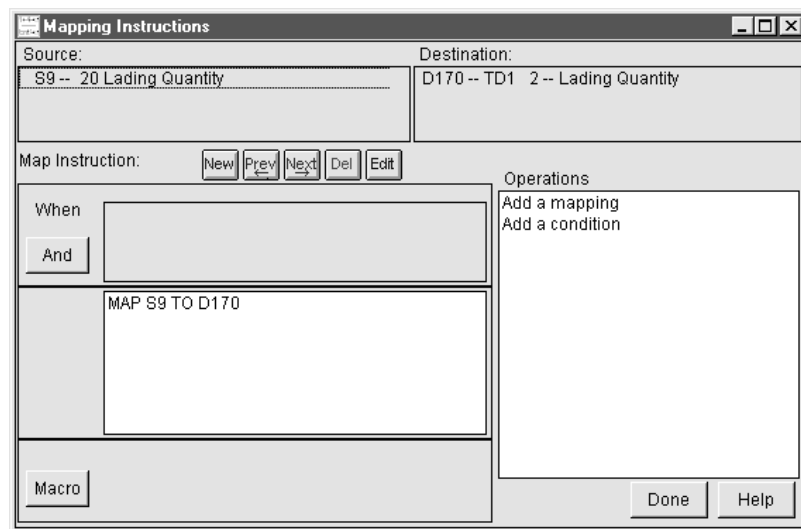 Mapping Instructions
Source:
S9 -- 20 Lading Quantity
Destination:
D170 -- TD1 2 -- Lading Quantity
Map Instruction:
New
Prev
Next
Del
Edit
When
And
MAP S9 TO D170
Macro
Operations
Add a mapping
Add a condition
Done
Help